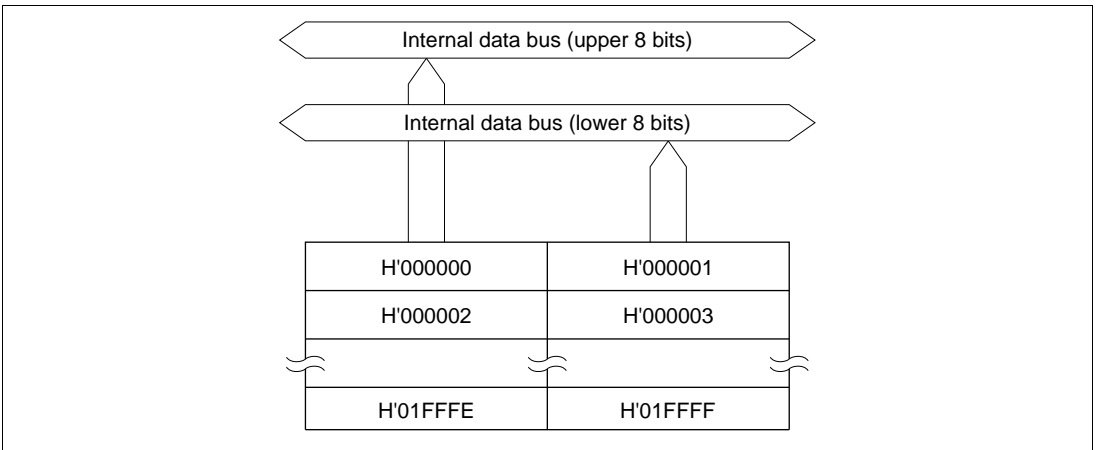 Internal data bus (upper 8 bits)
Internal data bus (lower 8 bits)
H'000000 H'000001
H'000002 H'000003
H'01FFFE H'01FFFF